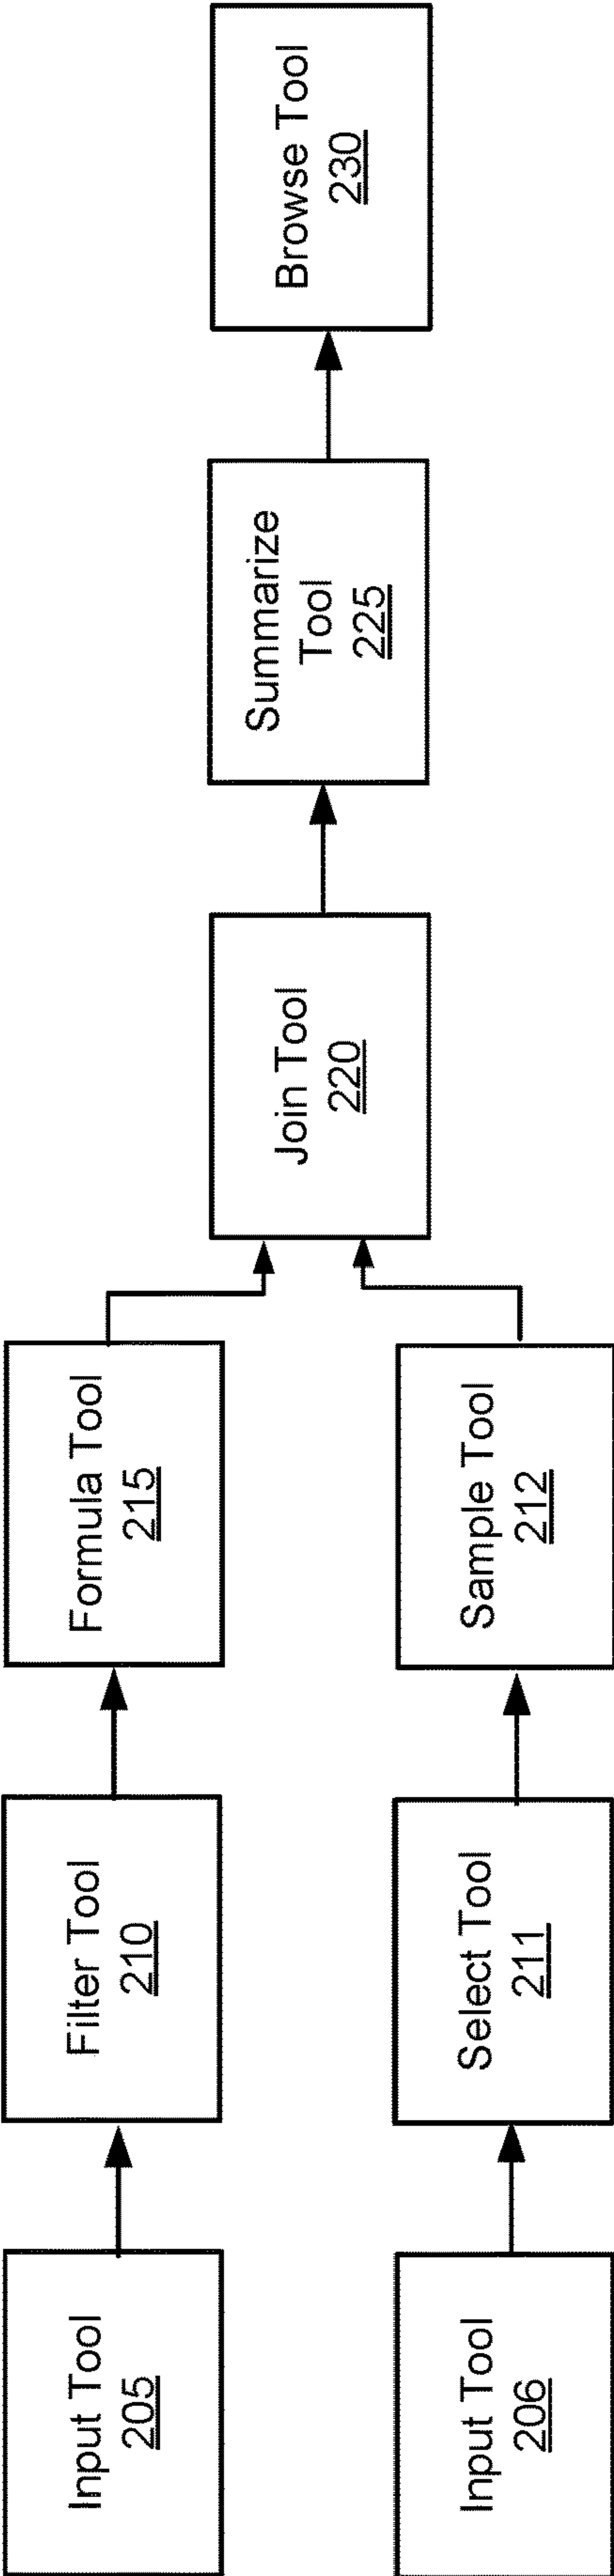 Input Tool
205
Filter Tool
210
Formula Tool
215
Input Tool
206
Select Tool
211
Sample Tool
212
Join Tool
220
Summarize
Tool
225
Browse Tool
230